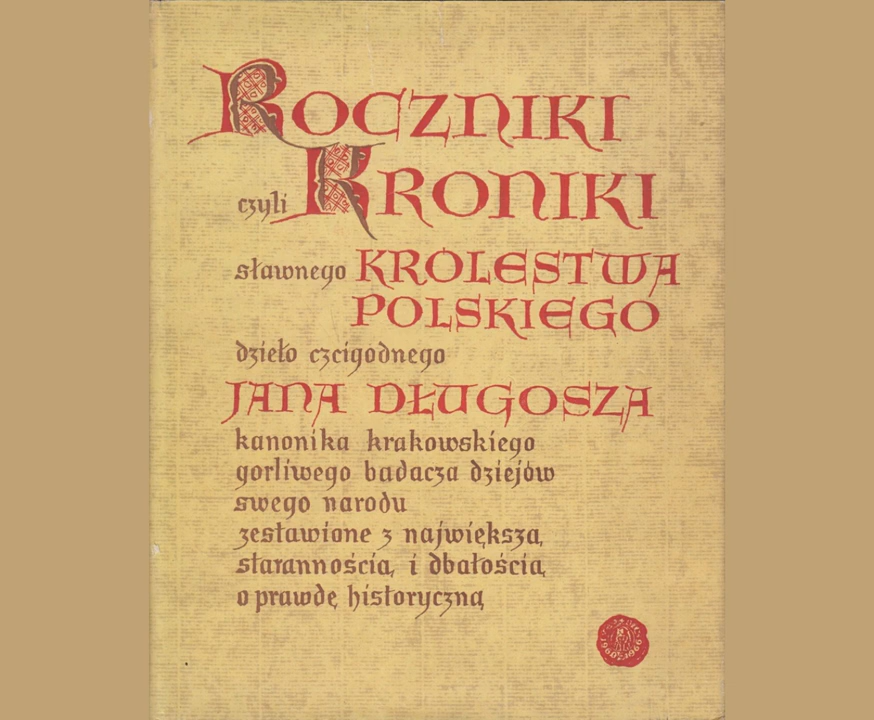 ROCZNIKI
czyli KRONIKI
sławnego KRÓLESTWA
POLSKIEGO
dzieło czcigodnego
JANA DŁUGOSZA
kanonika krakowskiego
gorliwego badacza dziejów
swego narodu
zestawione z największą
starannością i dbałością
o prawdę historyczną